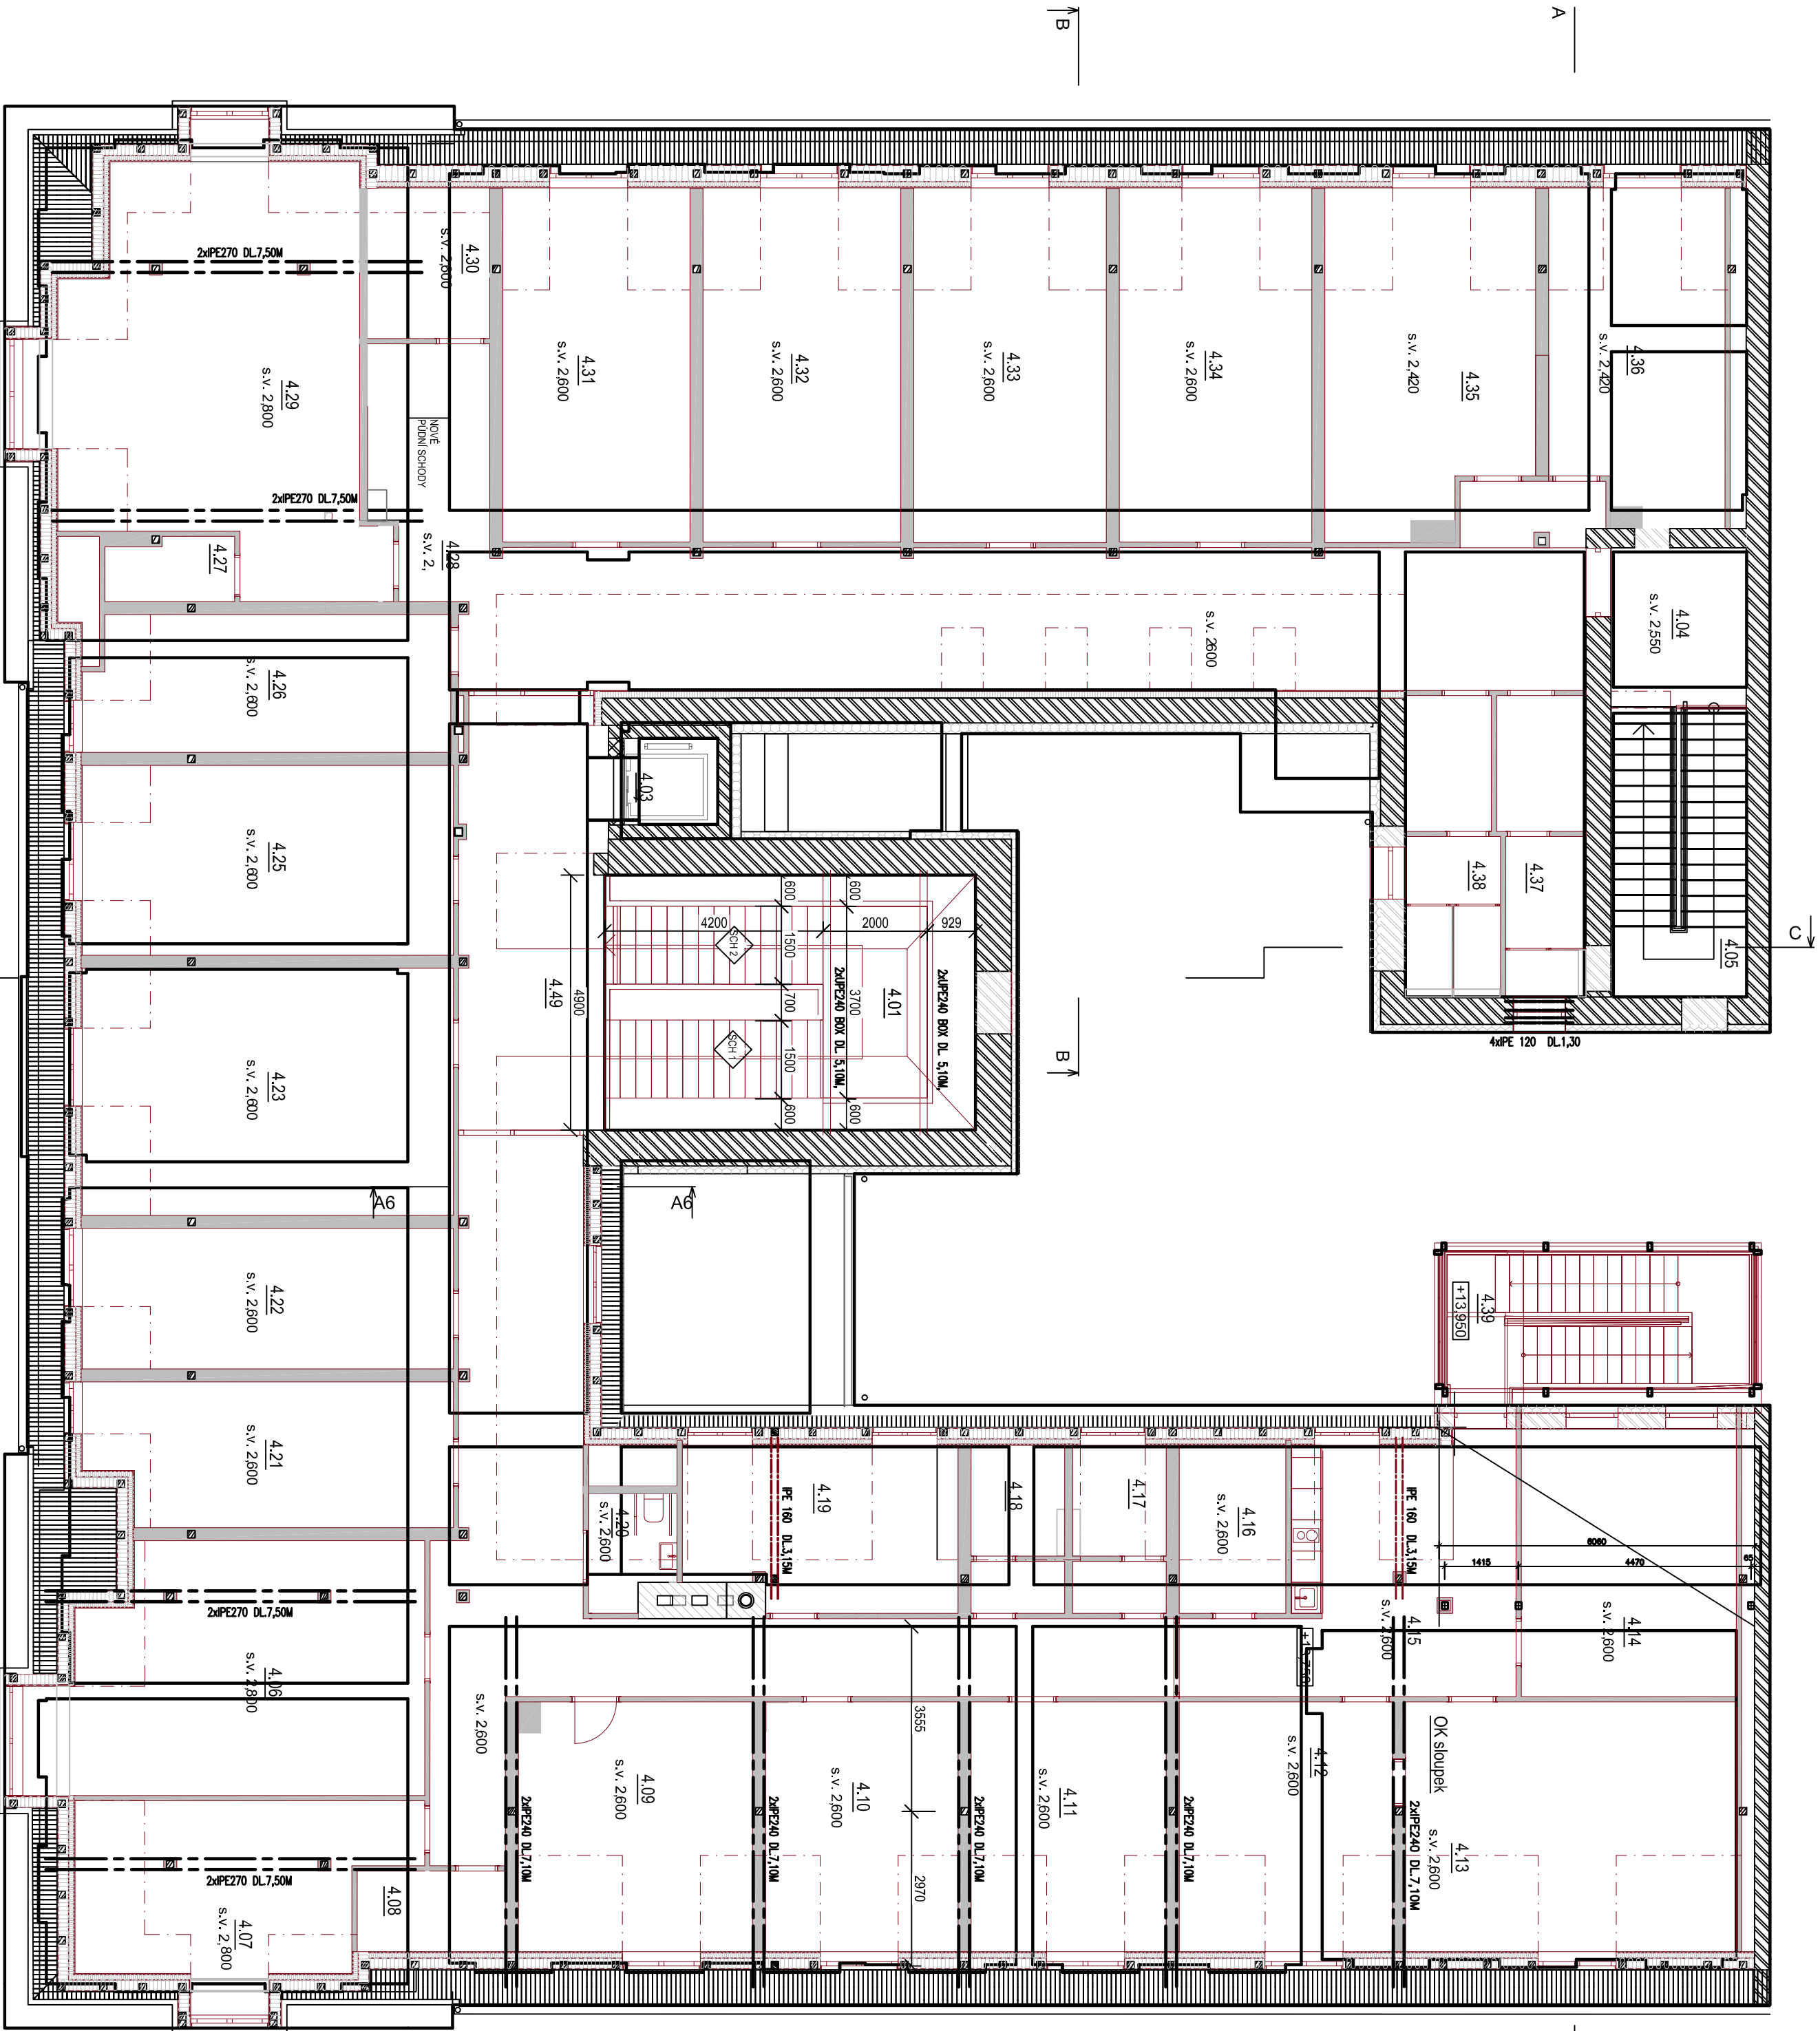 A
B
C
4.36
s.v. 2,420
4.35
s.v. 2,420
4.34
s.v. 2,600
4.33
s.v. 2,600
4.32
s.v. 2,600
4.31
s.v. 2,600
4.30
s.v. 2,600
4.29
s.v. 2,800
2xIPE270 DL.7,50M
2xIPE270 DL.7,50M
NOVÉ
PŮDNÍ SCHODY
4.28
s.v. 2,
4.27
4.26
s.v. 2,600
4.25
s.v. 2,600
4.23
s.v. 2,600
4.22
s.v. 2,600
4.21
s.v. 2,600
s.v. 2600
4.04
s.v. 2,550
4.05
4.37
4.38
4xIPE 120 DL.1,30
4.03
4.01
2xUPE240 BOX DL. 5,10M,
2xUPE240 BOX DL. 5,10M,
600
1500
700
1500
600
600
3700
600
4200
2000
929
4900
SCH 2
SCH 1
4.49
B
A6
A6
4.39
+13,950
6060
1415
4470
65
4.14
s.v. 2,600
4.15
s.v. 2,600
IPE 160 DL.3,15M
4.16
s.v. 2,600
4.17
4.18
4.19
IPE 160 DL.3,15M
4.20
s.v. 2,600
OK sloupek
4.13
s.v. 2,600
2xIPE240 DL.7,10M
4.12
s.v. 2,600
2xIPE240 DL.7,10M
4.11
s.v. 2,600
2xIPE240 DL.7,10M
4.10
s.v. 2,600
2xIPE240 DL.7,10M
4.09
s.v. 2,600
2xIPE240 DL.7,10M
3555
2970
s.v. 2,600
4.08
4.07
s.v. 2,800
2xIPE270 DL.7,50M
4.06
s.v. 2,800
2xIPE270 DL.7,50M